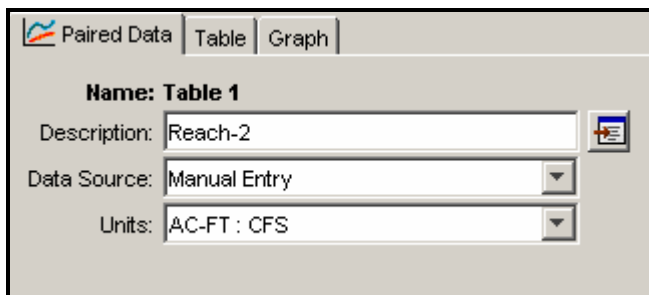 Paired Data Table Graph
Name: Table 1
Description: Reach-2
Data Source: Manual Entry
Units: AC-FT : CFS